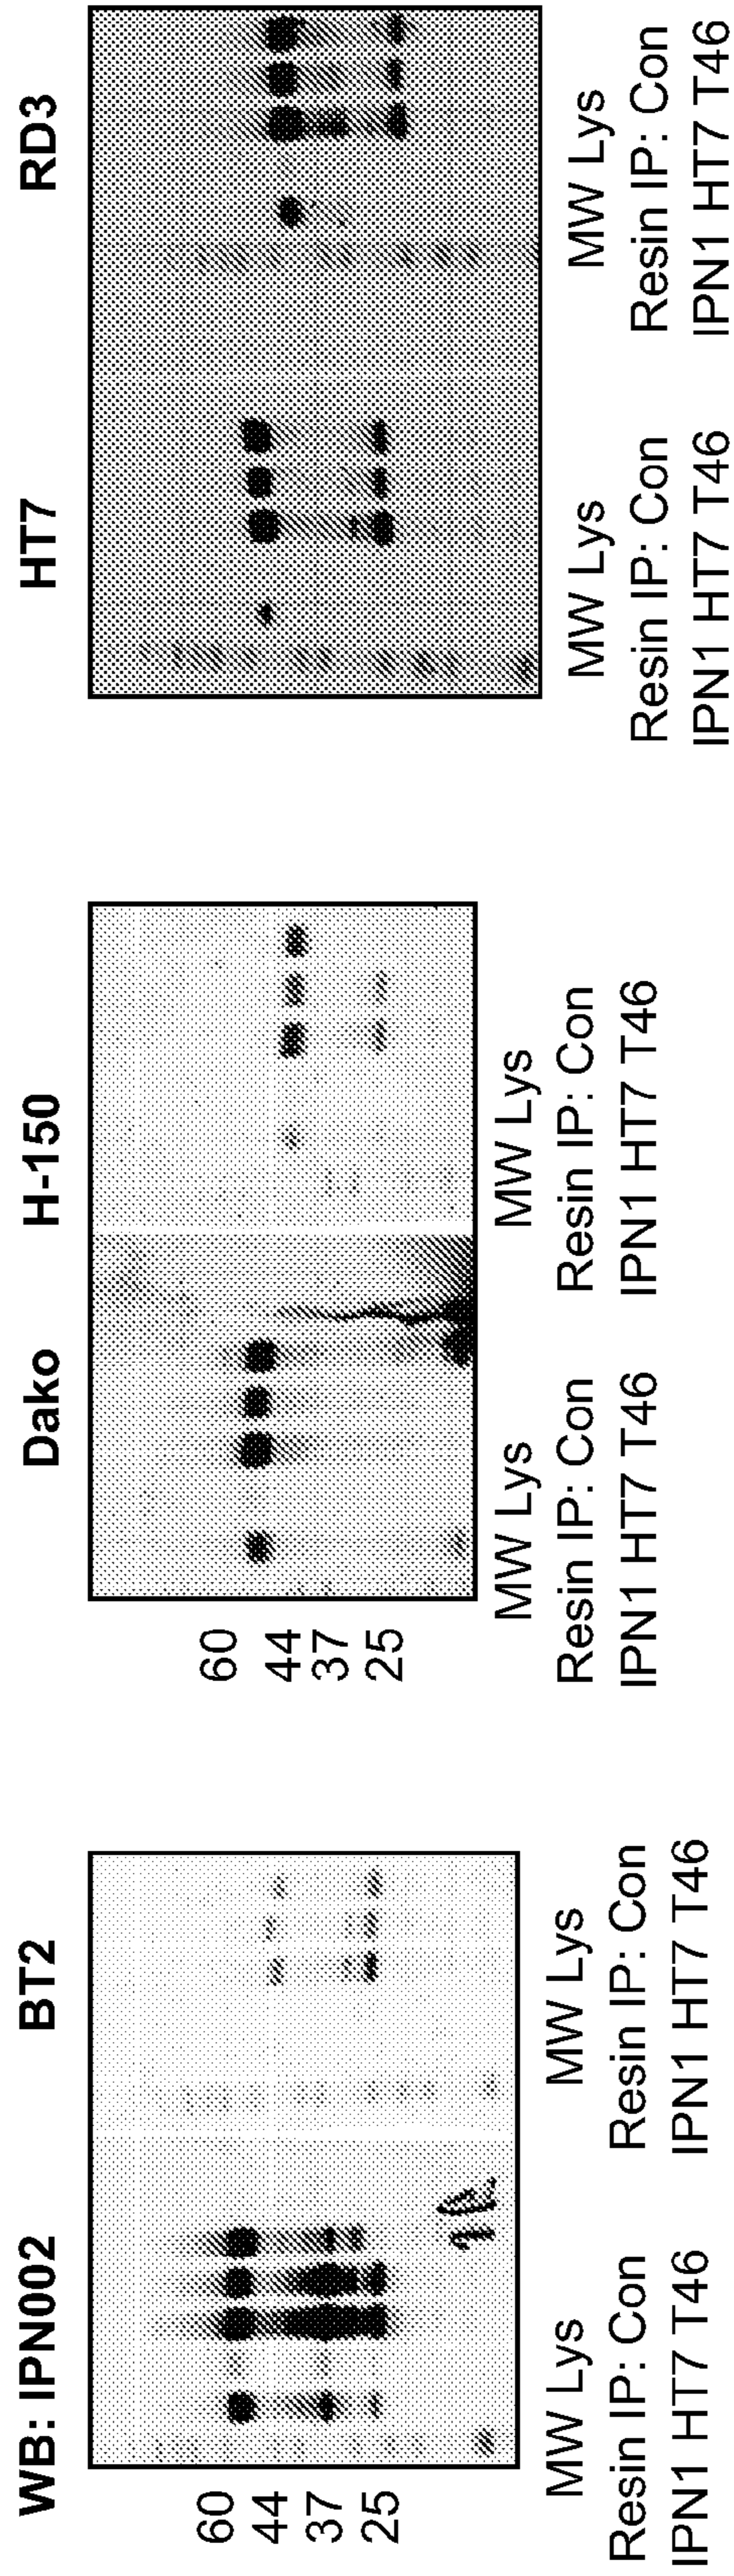 WB: IPN002
BT2
60
44
37
25
MW Lys
Resin IP: Con
IPN1 HT7 T46
MW Lys
Resin IP: Con
IPN1 HT7 T46
Dako
H-150
60
44
37
25
MW Lys
Resin IP: Con
IPN1 HT7 T46
MW Lys
Resin IP: Con
IPN1 HT7 T46
HT7
RD3
MW Lys
Resin IP: Con
IPN1 HT7 T46
MW Lys
Resin IP: Con
IPN1 HT7 T46